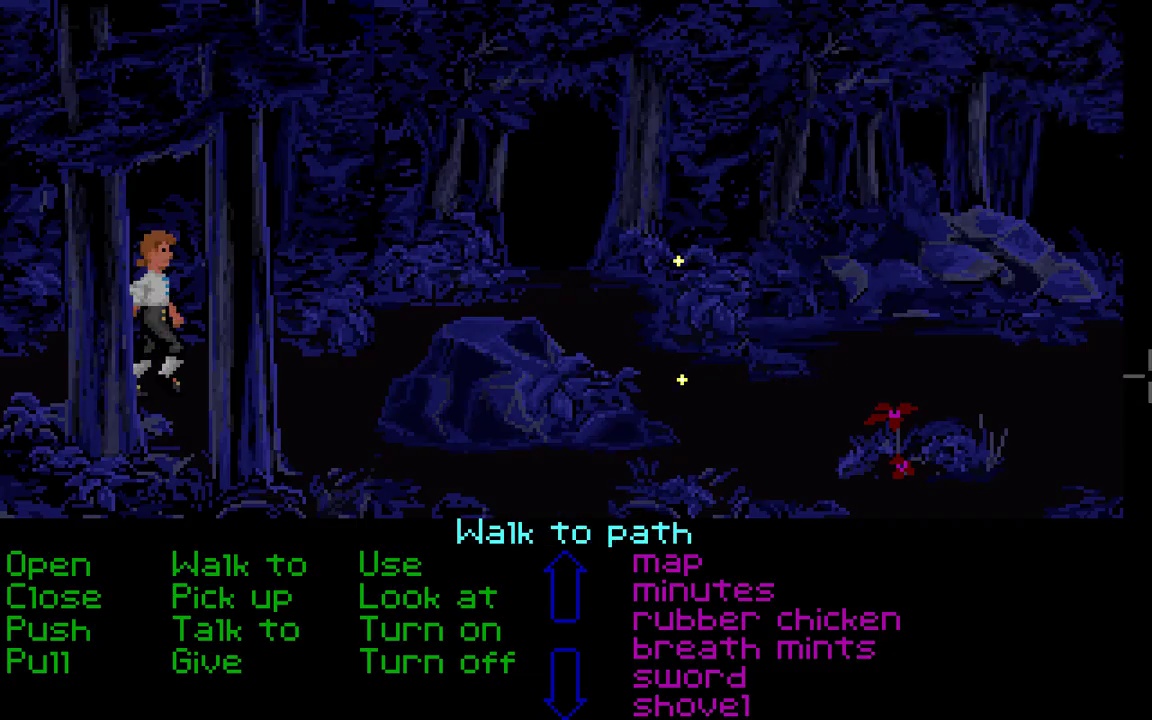 Walk to path
Open Walk to Use
Close Pick up Look at
Push Talk to Turn on
Pull Give Turn off
map
minutes
rubber chicken
breath mints
sword
shovel